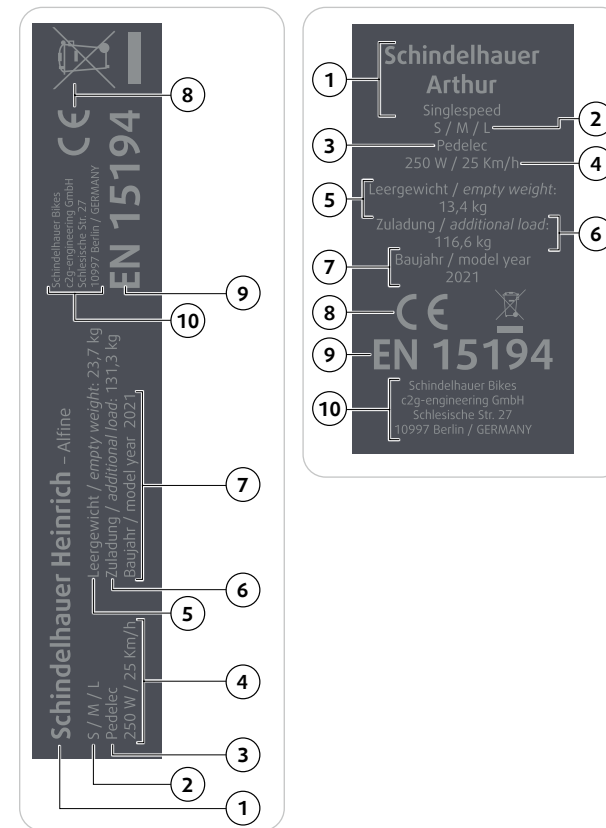 Schindelhauer Heinrich – Alfine
S / M / L
Pedelec
250 W / 25 Km/h
Leergewicht / empty weight: 23,7 kg
Zuladung / additional load: 131,3 kg
Baujahr / model year 2021
Schindelhauer Bikes
c2g-engineering GmbH
Schlesische Str. 27
10997 Berlin / GERMANY
CE
EN 15194
8
9
10
7
6
5
4
3
2
1
Schindelhauer
Arthur
Singlespeed
S / M / L
Pedelec
250 W / 25 Km/h
Leergewicht / empty weight:
13,4 kg
Zuladung / additional load:
116,6 kg
Baujahr / model year
2021
CE
EN 15194
Schindelhauer Bikes
c2g-engineering GmbH
Schlesische Str. 27
10997 Berlin / GERMANY
1
2
3
4
5
6
7
8
9
10